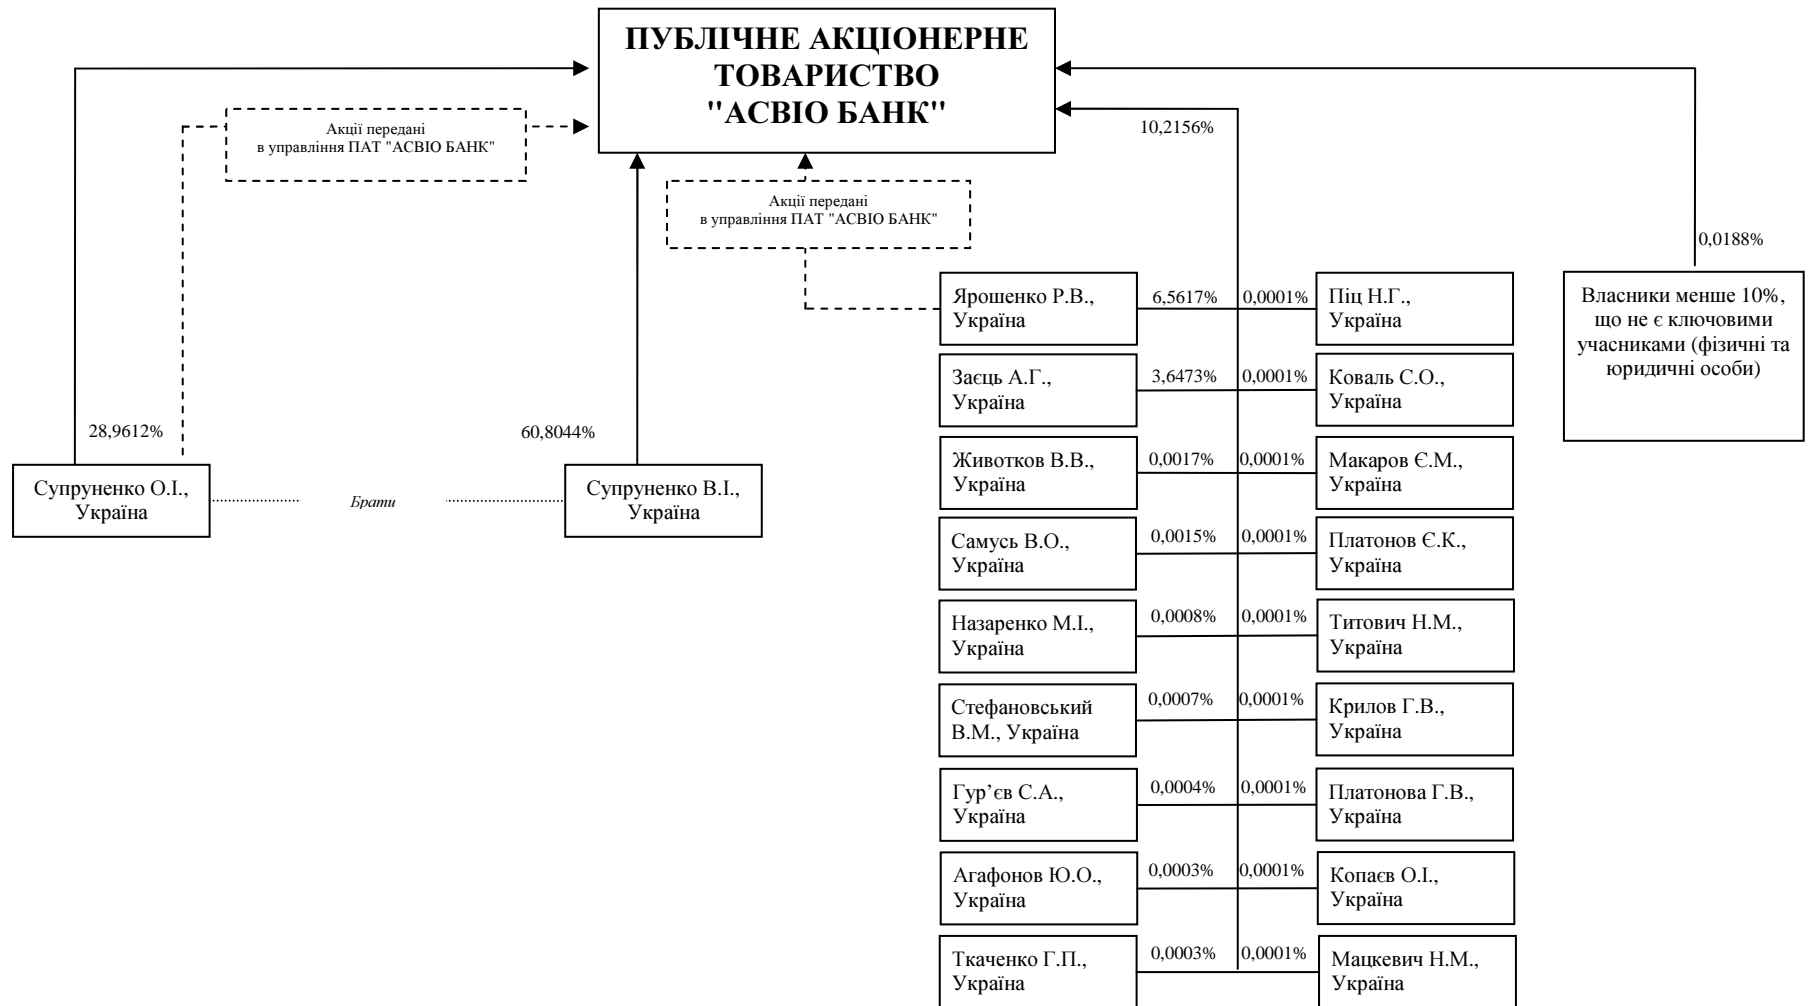 ПУБЛІЧНЕ АКЦІОНЕРНЕ
ТОВАРИСТВО
"АСВІО БАНК"
Акції передані
в управління ПАТ "АСВІО БАНК"
10,2156%
Акції передані
в управління ПАТ "АСВІО БАНК"
0,0188%
Ярошенко Р.В.,
Україна
6,5617%
0,0001%
Піц Н.Г.,
Україна
Власники менше 10%,
що не є ключовими
учасниками (фізичні та
юридичні особи)
Заєць А.Г.,
Україна
3,6473%
0,0001%
Коваль С.О.,
Україна
28,9612%
60,8044%
Животков В.В.,
Україна
0,0017%
0,0001%
Макаров Є.М.,
Україна
Супруненко О.І.,
Україна
Брати
Супруненко В.І.,
Україна
Самусь В.О.,
Україна
0,0015%
0,0001%
Платонов Є.К.,
Україна
Назаренко М.І.,
Україна
0,0008%
0,0001%
Титович Н.М.,
Україна
Стефановський
В.М., Україна
0,0007%
0,0001%
Крилов Г.В.,
Україна
Гур’єв С.А.,
Україна
0,0004%
0,0001%
Платонова Г.В.,
Україна
Агафонов Ю.О.,
Україна
0,0003%
0,0001%
Копаєв О.І.,
Україна
Ткаченко Г.П.,
Україна
0,0003%
0,0001%
Мацкевич Н.М.,
Україна